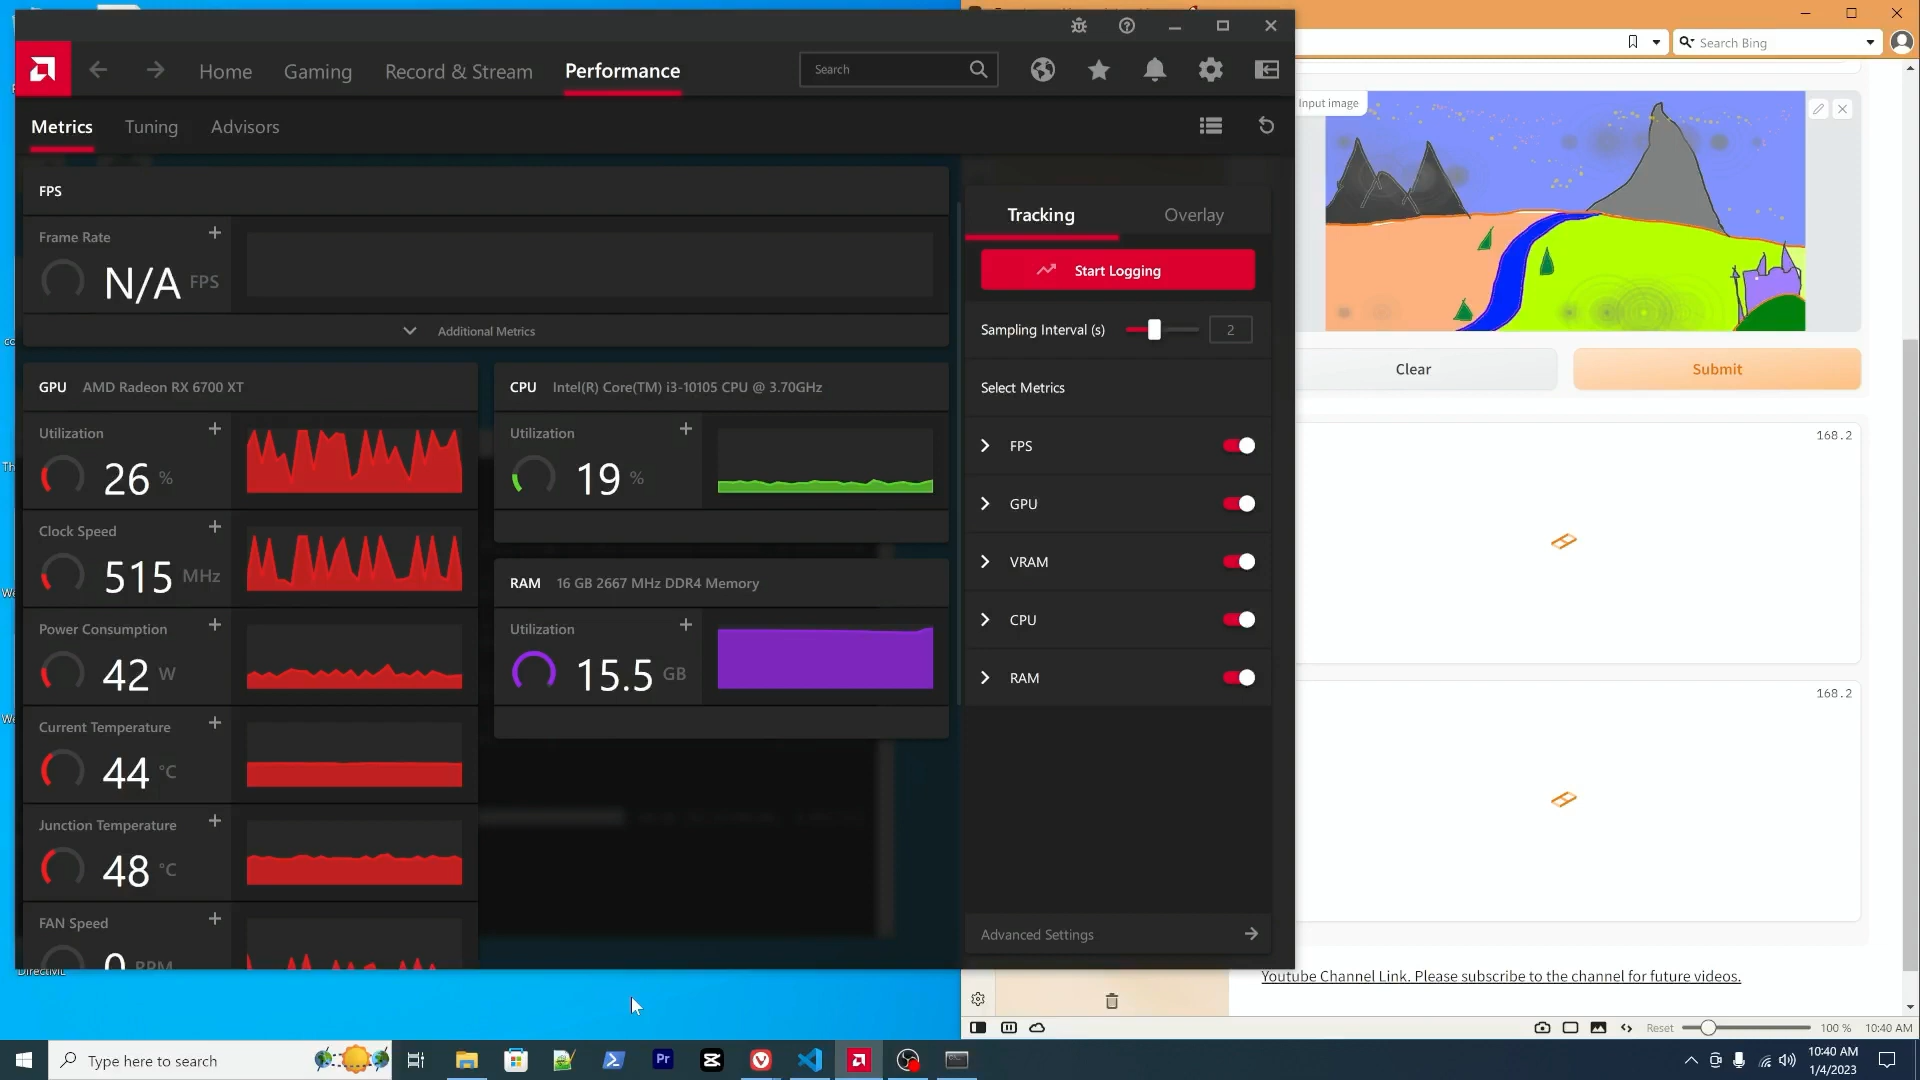 Home
Gaming
Record & Stream
Performance
Search
Search Bing
Metrics
Tuning
Advisors
Input image
FPS
Frame Rate
N/A FPS
Additional Metrics
Tracking
Overlay
Start Logging
Sampling Interval (s)
2
Select Metrics
FPS
GPU
VRAM
CPU
RAM
Advanced Settings
GPU AMD Radeon RX 6700 XT
Utilization
26 %
Clock Speed
515 MHz
Power Consumption
42 W
Current Temperature
44 °C
Junction Temperature
48 °C
FAN Speed
0 RPM
CPU Intel(R) Core(TM) i3-10105 CPU @ 3.70GHz
Utilization
19 %
RAM 16 GB 2667 MHz DDR4 Memory
Utilization
15.5 GB
Clear
Submit
168.2
168.2
Youtube Channel Link. Please subscribe to the channel for future videos.
Reset
100 %
10:40 AM
Type here to search
Pr
10:40 AM
1/4/2023